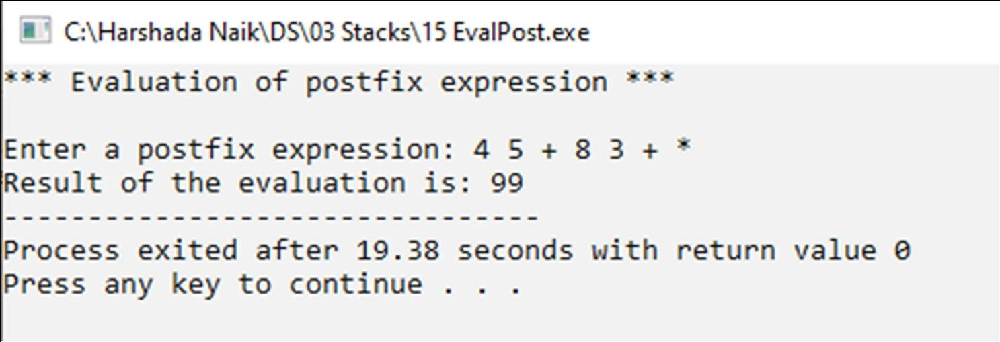 C:\Harshada Naik\DS\03 Stacks\15 EvalPost.exe
*** Evaluation of postfix expression ***
Enter a postfix expression: 4 5 + 8 3 + *
Result of the evaluation is: 99
--------------------------------
Process exited after 19.38 seconds with return value 0
Press any key to continue . . .